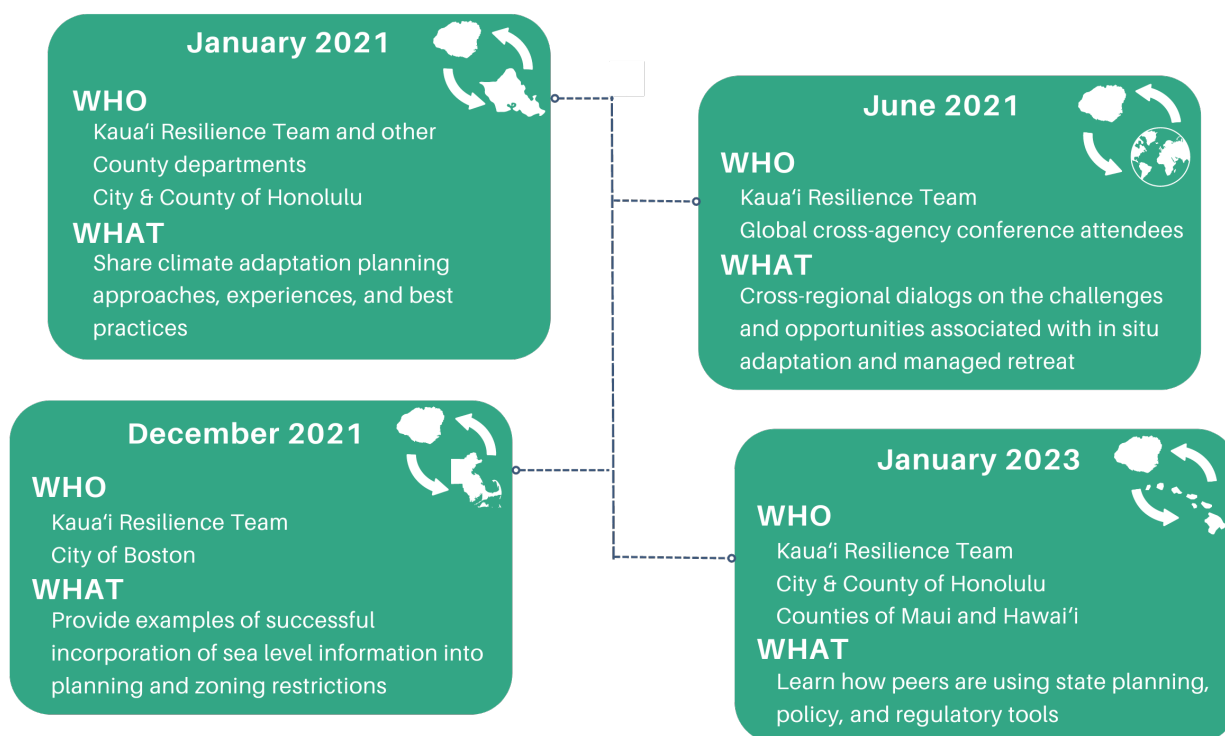 January 2021
WHO
Kauaʻi Resilience Team and other
County departments
City & County of Honolulu
WHAT
Share climate adaptation planning
approaches, experiences, and best
practices
June 2021
WHO
Kauaʻi Resilience Team
Global cross-agency conference attendees
WHAT
Cross-regional dialogs on the challenges
and opportunities associated with in situ
adaptation and managed retreat
December 2021
WHO
Kauaʻi Resilience Team
City of Boston
WHAT
Provide examples of successful
incorporation of sea level information into
planning and zoning restrictions
January 2023
WHO
Kauaʻi Resilience Team
City & County of Honolulu
Counties of Maui and Hawaiʻi
WHAT
Learn how peers are using state planning,
policy, and regulatory tools